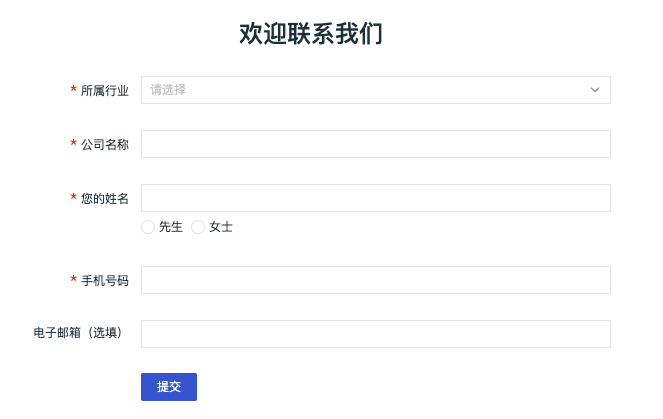 欢迎联系我们
* 所属行业 请选择
* 公司名称
* 您的姓名
先生 女士
* 手机号码
电子邮箱（选填）
提交